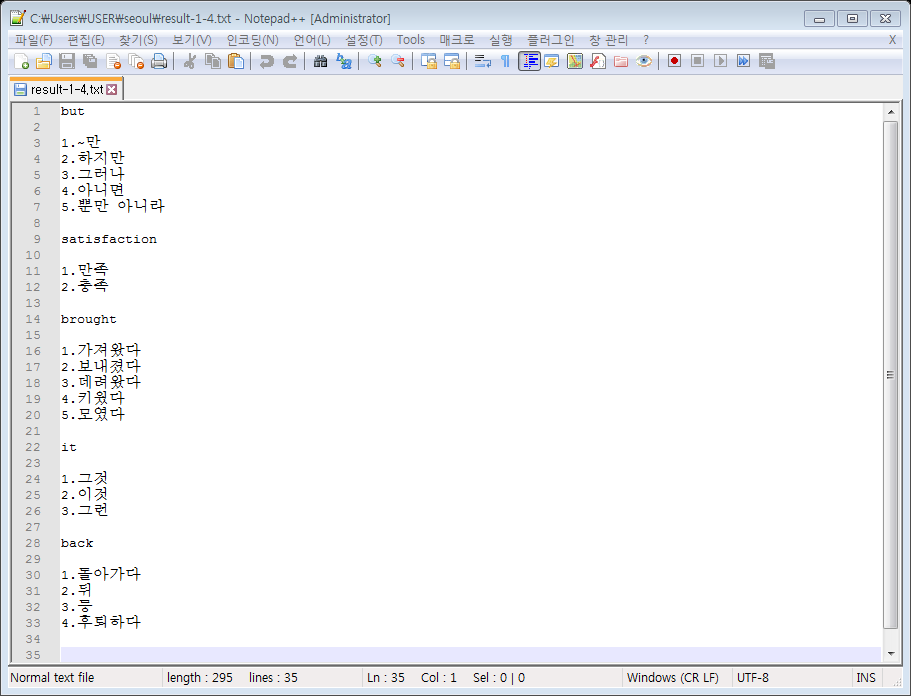 C:₩Users₩USER₩seoul₩result-1-4.txt - Notepad++ [Administrator]
파일(F) 편집(E) 찾기(S) 보기(V) 인코딩(N) 언어(L) 설정(T) Tools 매크로 실행 플러그인 창 관리 ? X
result-1-4.txt
1 but
2
3 1.~만
4 2.하지만
5 3.그러나
6 4.아니면
7 5.뿐만 아니라
8
9 satisfaction
10
11 1.만족
12 2.충족
13
14 brought
15
16 1.가져왔다
17 2.보내졌다
18 3.데려왔다
19 4.키웠다
20 5.모였다
21
22 it
23
24 1.그것
25 2.이것
26 3.그런
27
28 back
29
30 1.돌아가다
31 2.뒤
32 3.등
33 4.후퇴하다
34
35
Normal text file length : 295 lines : 35 Ln : 35 Col : 1 Sel : 0 | 0 Windows (CR LF) UTF-8 INS